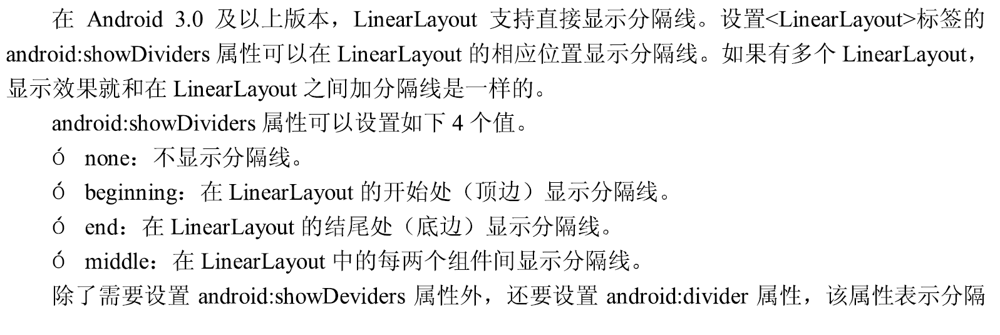 在 Android 3.0 及以上版本，LinearLayout 支持直接显示分隔线。设置<LinearLayout>标签的
android:showDividers 属性可以在 LinearLayout 的相应位置显示分隔线。如果有多个 LinearLayout，
显示效果就和在 LinearLayout 之间加分隔线是一样的。
android:showDividers 属性可以设置如下 4 个值。
Ó none：不显示分隔线。
Ó beginning：在 LinearLayout 的开始处（顶边）显示分隔线。
Ó end：在 LinearLayout 的结尾处（底边）显示分隔线。
Ó middle：在 LinearLayout 中的每两个组件间显示分隔线。
除了需要设置 android:showDeviders 属性外，还要设置 android:divider 属性，该属性表示分隔